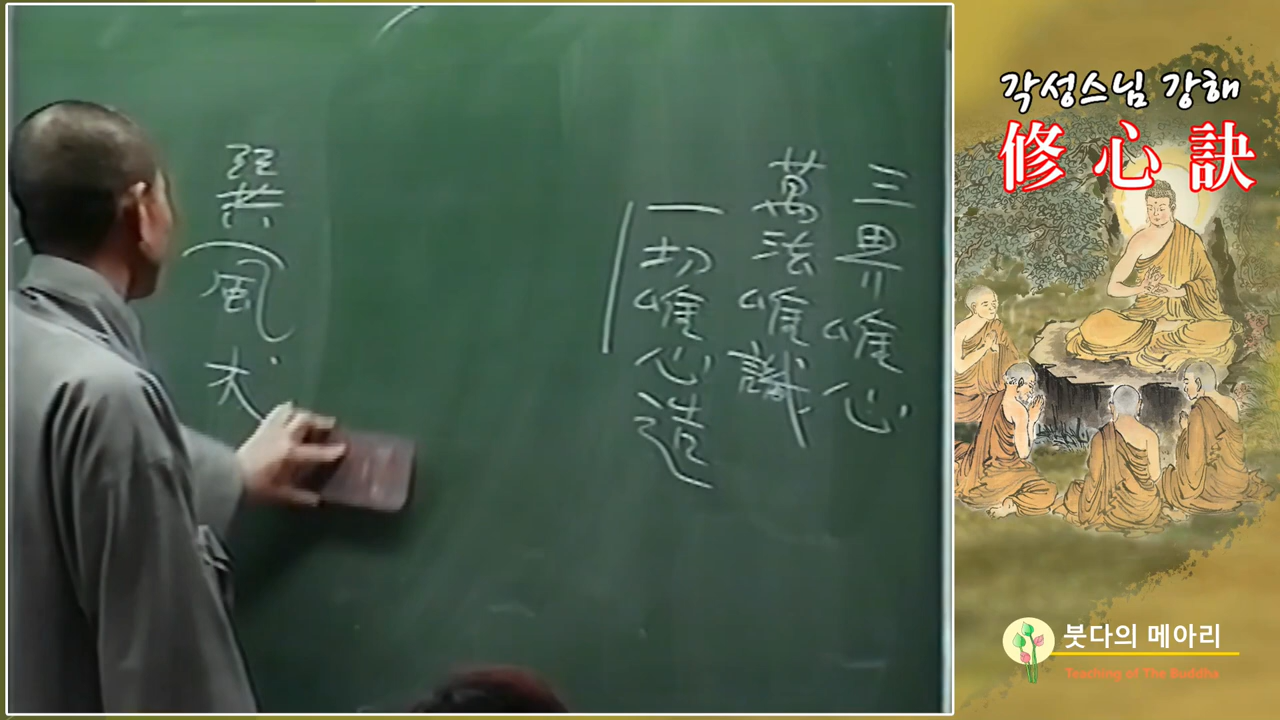 三界唯心
萬法唯識
一切唯心造
風
각성스님 강해
修心訣
붓다의 메아리
Teaching of The Buddha